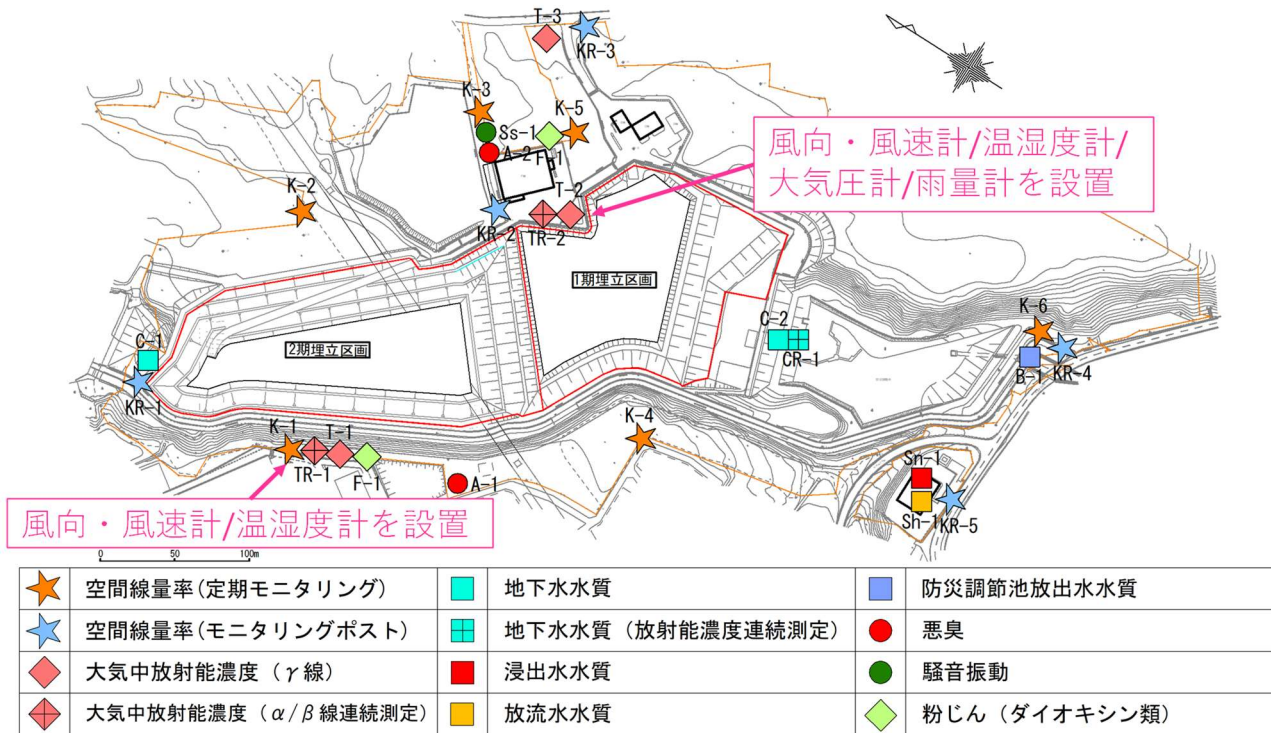 T-3
KR-3
K-3
K-5
Ss-1
F-1
A-2
風向・風速計/温湿度計/
大気圧計/雨量計を設置
K-2
T-2
KR-2
TR-2
1期埋立区画
K-6
C-2
C-1
2期埋立区画
CR-1
B-1
KR-4
KR-1
K-4
K-1
T-1
TR-1
F-1
A-1
Sn-1
Sh-1
KR-5
風向・風速計/温湿度計を設置
0 50 100m
空間線量率(定期モニタリング) 地下水水質 防災調節池放出水水質
空間線量率(モニタリングポスト) 地下水水質（放射能濃度連続測定） 悪臭
大気中放射能濃度（γ線） 浸出水水質 騒音振動
大気中放射能濃度（α/β線連続測定） 放流水水質 粉じん（ダイオキシン類）